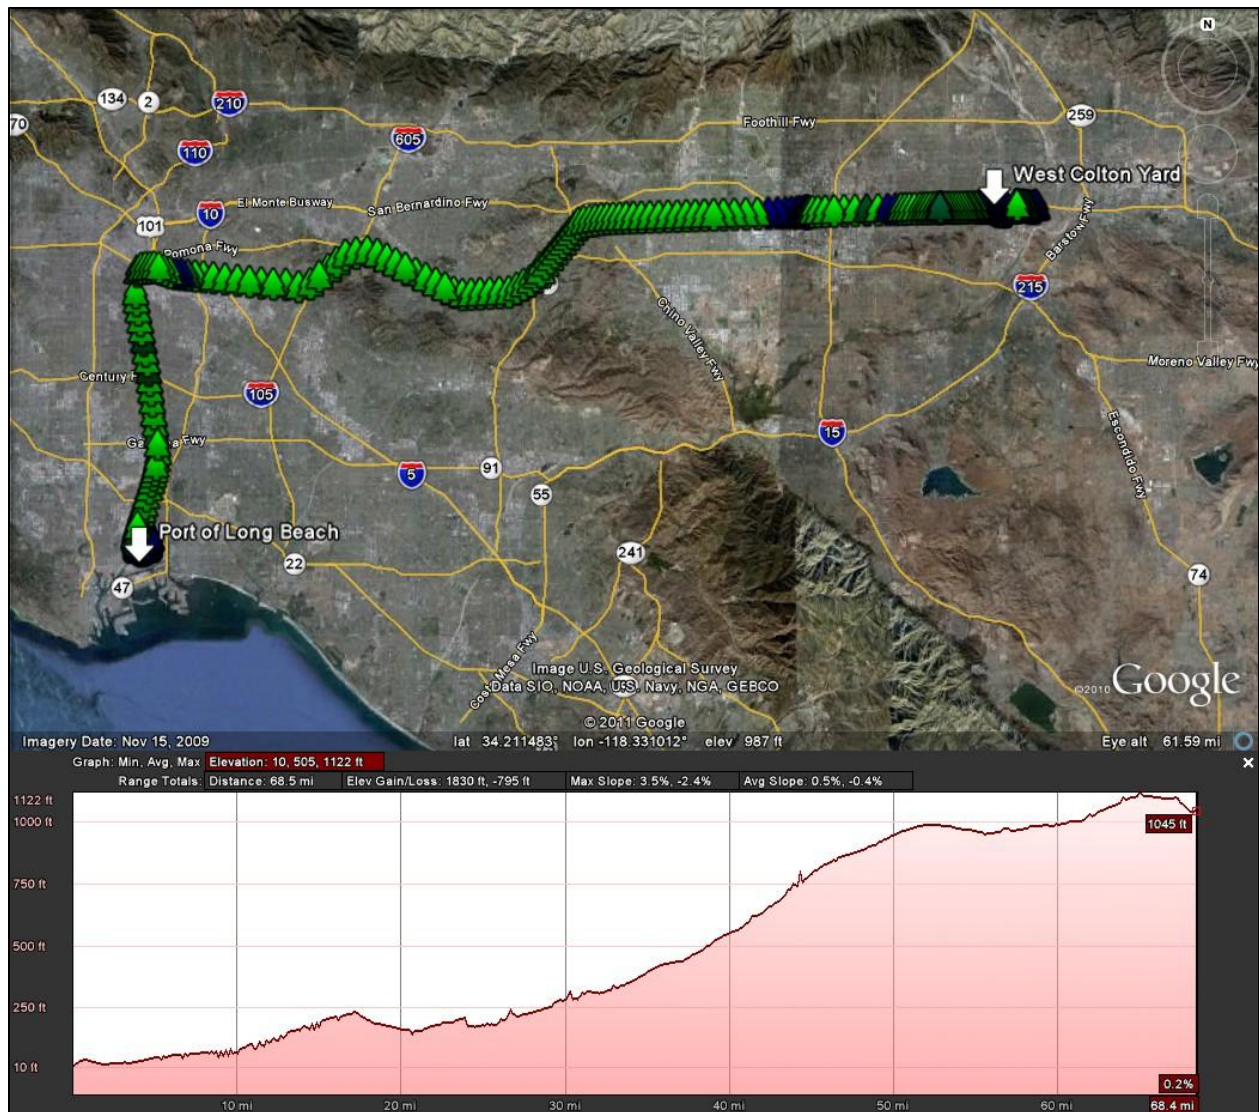 N
134
2
210
70
110
605
Foothill Fwy
259
West Colton Yard
El Monte Busway
San Bernardino Fwy
10
101
Pomona Fwy
Barstow Fwy
215
Chino Valley Fwy
Moreno Valley Fwy
Century F
105
Ga a Fwy
15
Escondido Fwy
5
91
55
Port of Long Beach
22
241
74
47
Costa Mesa Fwy
Image U.S. Geological Survey
Data SIO, NOAA, U.S. Navy, NGA, GEBCO
©2010 Google
© 2011 Google
Imagery Date: Nov 15, 2009 lat 34.211483° lon -118.331012° elev 987 ft Eye alt 61.59 mi
Graph: Min, Avg, Max Elevation: 10, 505, 1122 ft
Range Totals: Distance: 68.5 mi Elev Gain/Loss: 1830 ft, -795 ft Max Slope: 3.5%, -2.4% Avg Slope: 0.5%, -0.4%
1122 ft
1000 ft
1045 ft
750 ft
500 ft
250 ft
10 ft
0.2%
10 mi 20 mi 30 mi 40 mi 50 mi 60 mi 68.4 mi